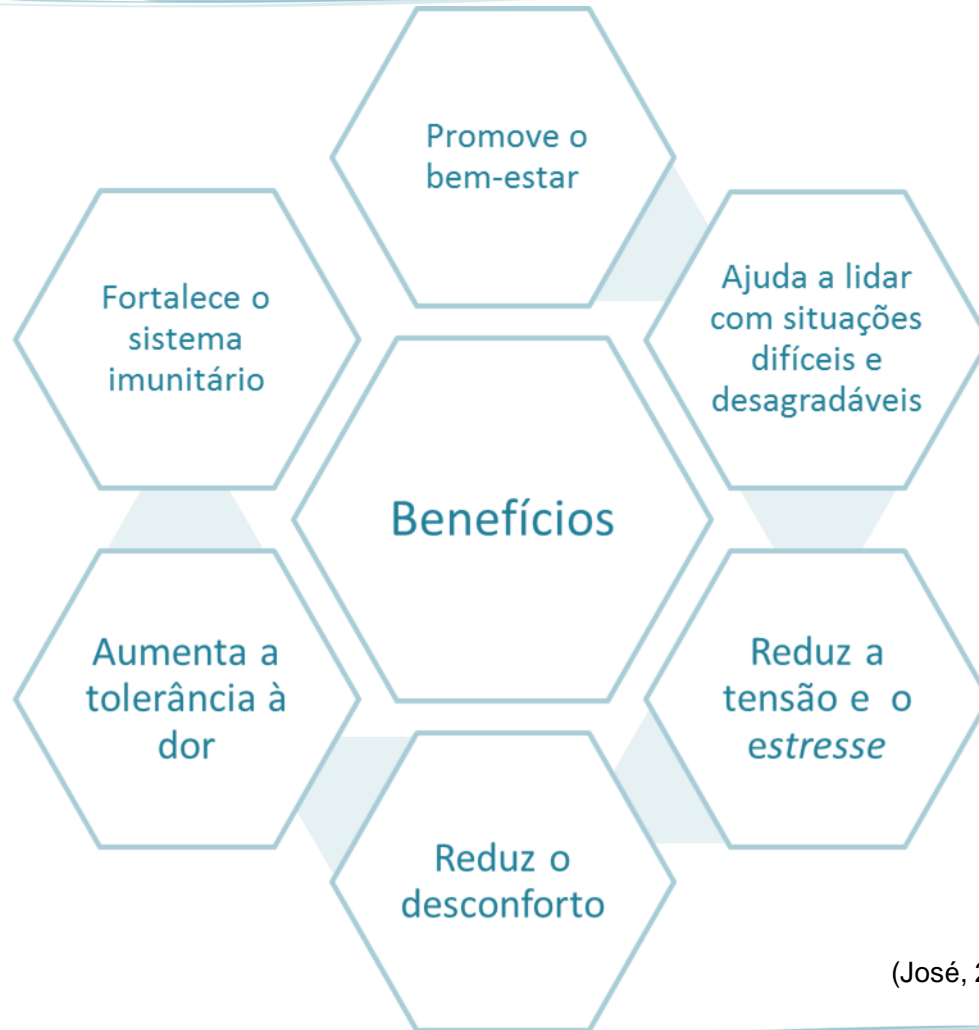 Promove o
bem-estar
Ajuda a lidar
com situações
difíceis e
desagradáveis
Fortalece o
sistema
imunitário
Benefícios
Aumenta a
tolerância à
dor
Reduz a
tensão e o
estresse
Reduz o
desconforto
(José,